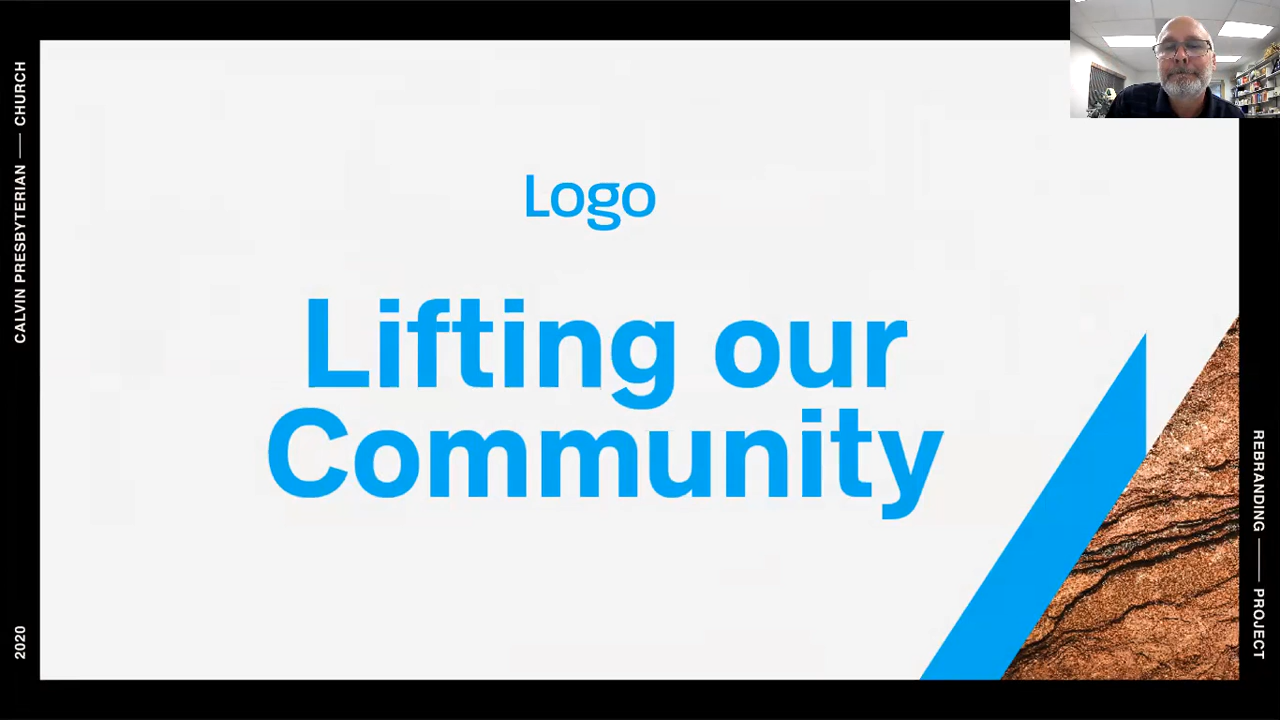 CALVIN PRESBYTERIAN — CHURCH
2020
Logo
Lifting our
Community
REBRANDING — PROJECT